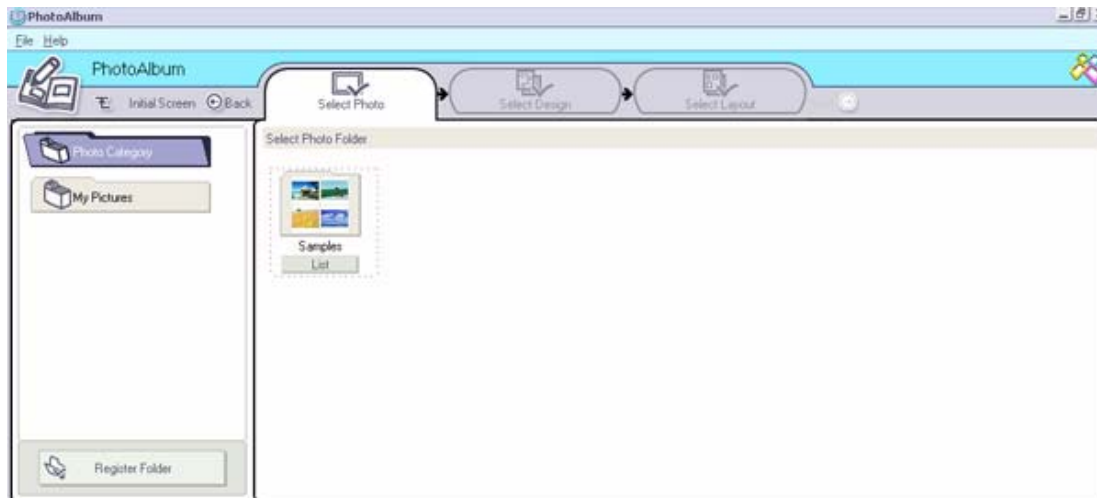 PhotoAlbum
File Help
PhotoAlbum
Initial Screen Back
Select Photo
Select Design
Select Layout
Photo Category
My Pictures
Register Folder
Select Photo Folder
Samples
List